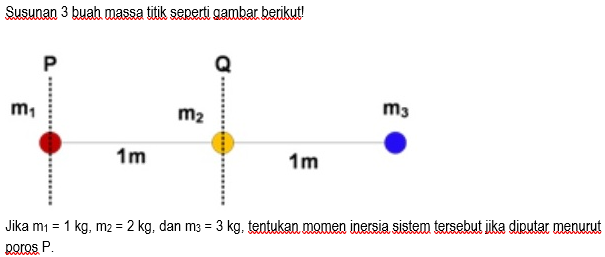 Susunan 3 buah massa titik seperti gambar berikut!
P Q
m₁ m₂ m₃
1m 1m
Jika m1 = 1 kg, m2 = 2 kg, dan m3 = 3 kg, tentukan momen inersia sistem tersebut jika diputar menurut
poros P.